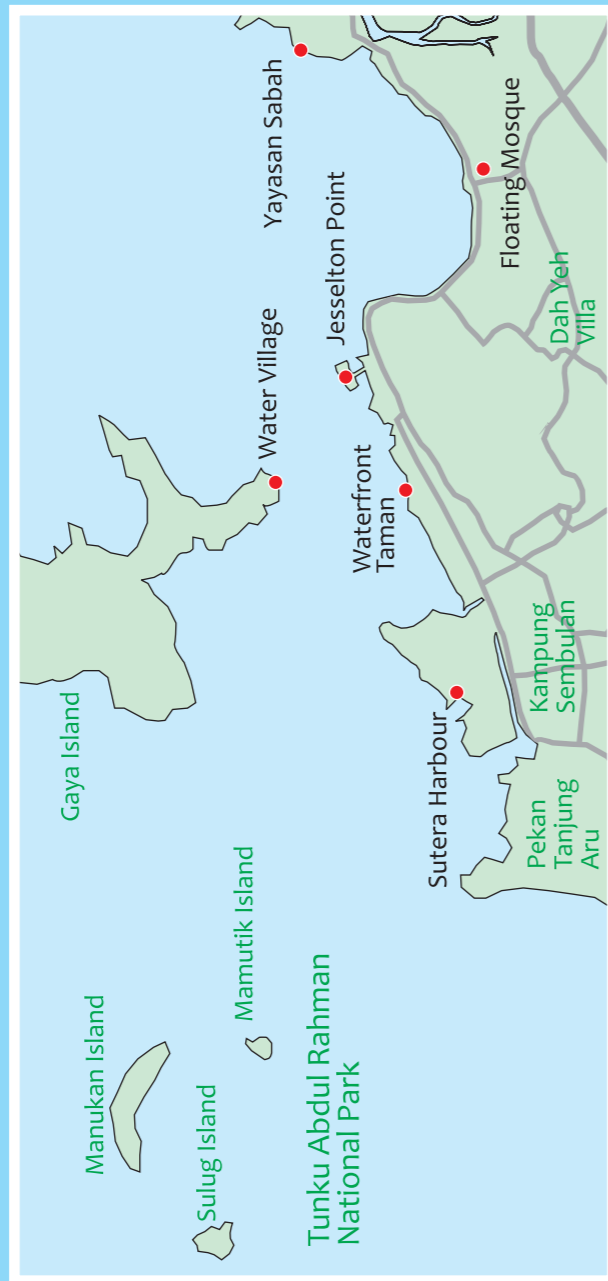 Yayasan Sabah
Jesselton Point
Floating Mosque
Water Village
Dah Yeh
Villa
Waterfront
Taman
Gaya Island
Kampung
Sembulan
Sutera Harbour
Pekan
Tanjung
Aru
Mamutik Island
Manukan Island
Sulug Island
Tunku Abdul Rahman
National Park